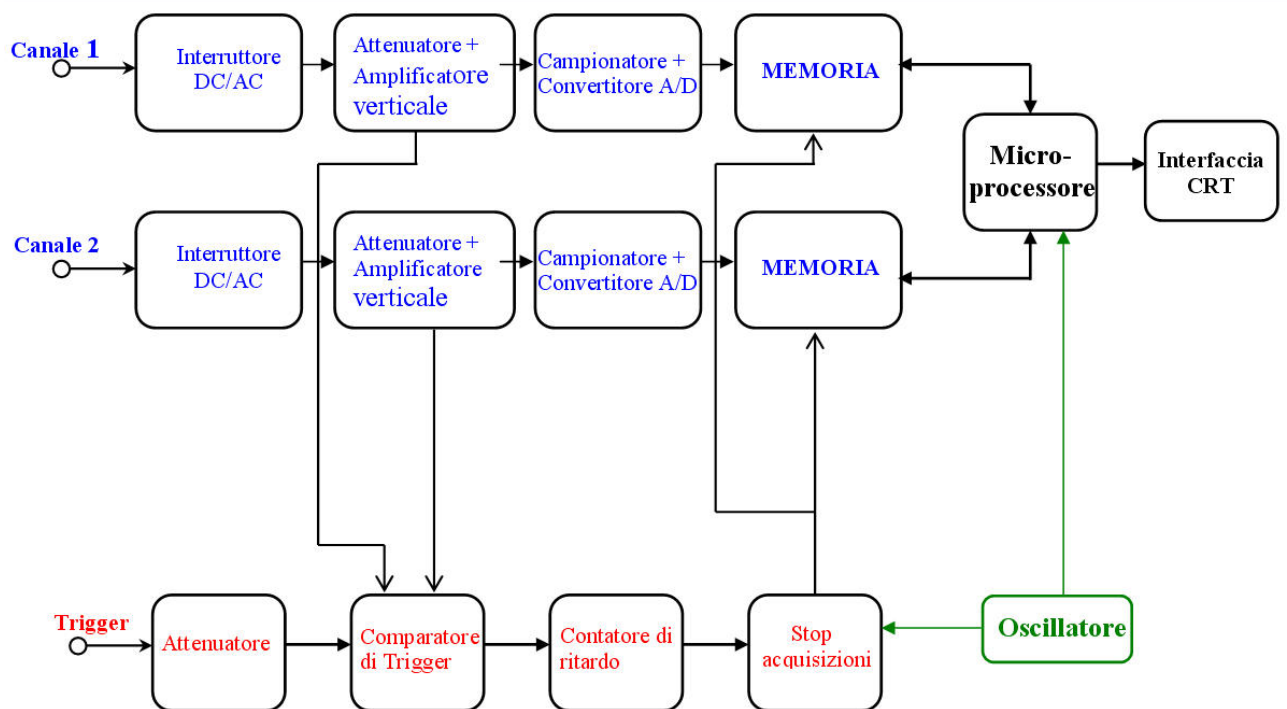 Canale 1
Interruttore
DC/AC
Attenuatore +
Amplificatore
verticale
Campionatore +
Convertitore A/D
MEMORIA
Micro-
processore
Interfaccia
CRT
Canale 2
Interruttore
DC/AC
Attenuatore +
Amplificatore
verticale
Campionatore +
Convertitore A/D
MEMORIA
Trigger
Attenuatore
Comparatore
di Trigger
Contatore di
ritardo
Stop
acquisizioni
Oscillatore